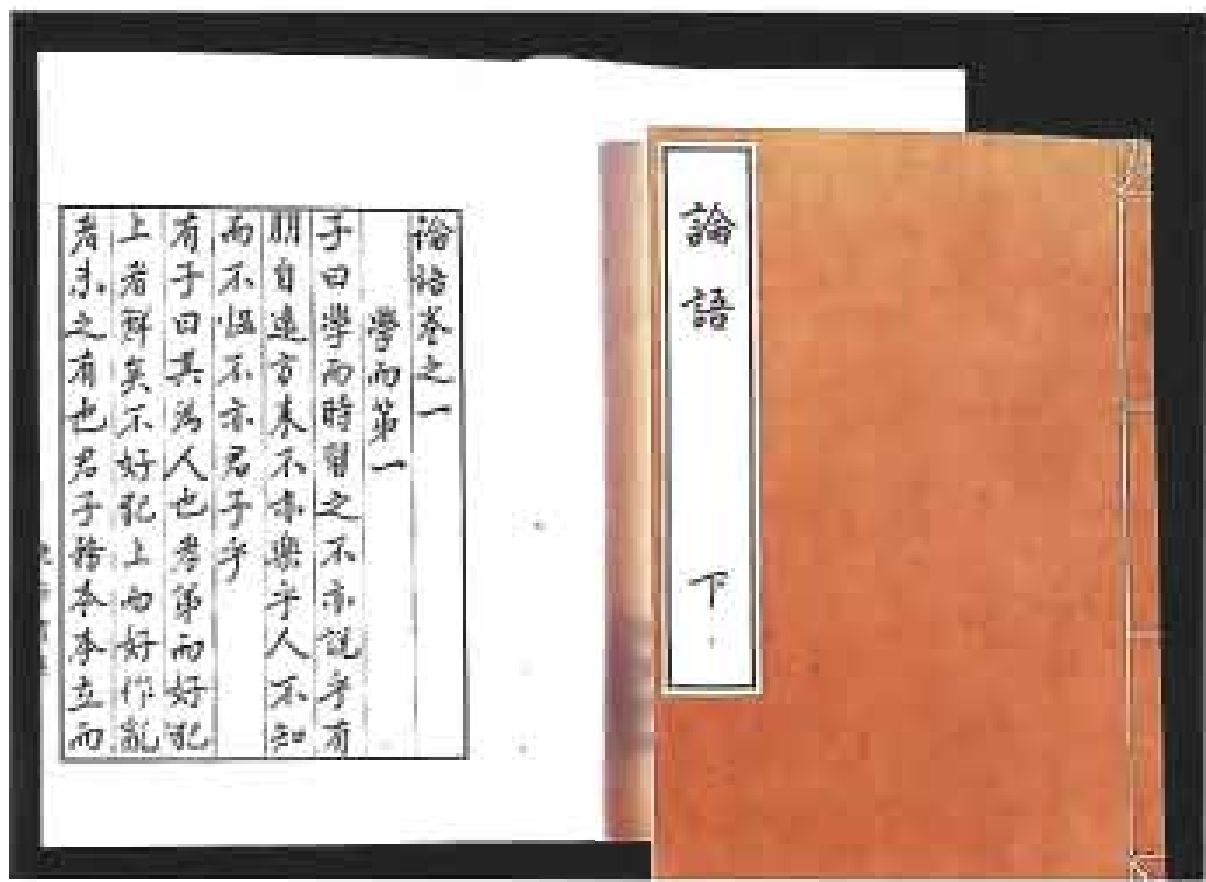 論語卷之一
學而第一
子曰學而時習之不亦説乎有
朋自遠方来不亦樂乎人不知
而不慍不亦君子乎
有子曰其為人也孝弟而好犯
上者鮮矣不好犯上而好作亂
者未之有也君子務本本立而
論語
下